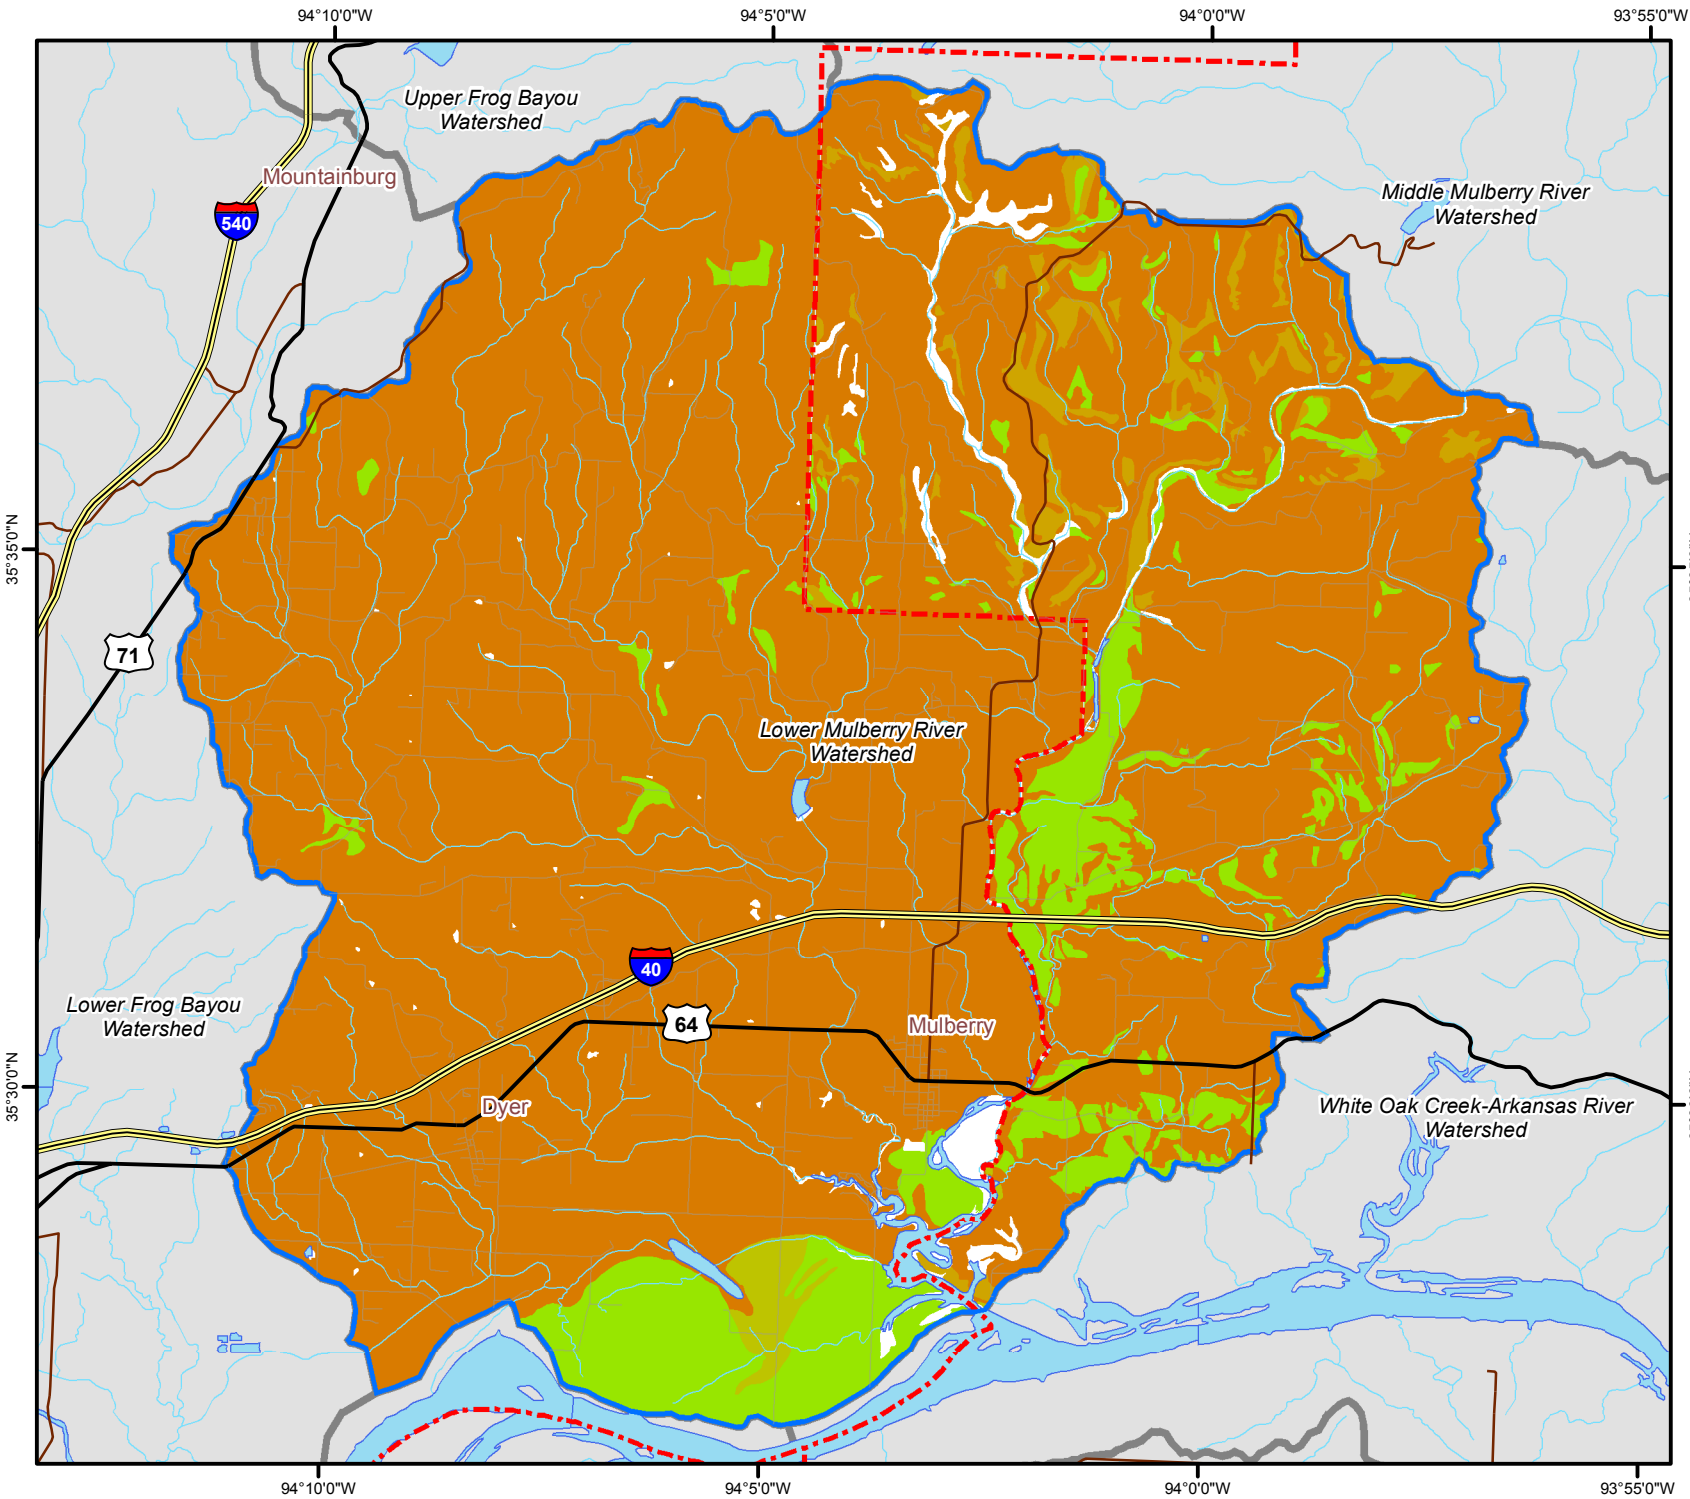 94°10'0"W
94°5'0"W
94°0'0"W
93°55'0"W
Upper Frog Bayou
Watershed
Mountainburg
540
Middle Mulberry River
Watershed
35°35'0"N
71
Lower Mulberry River
Watershed
40
Lower Frog Bayou
Watershed
64
Mulberry
35°30'0"N
Dyer
White Oak Creek-Arkansas River
Watershed
94°10'0"W
94°5'0"W
94°0'0"W
93°55'0"W